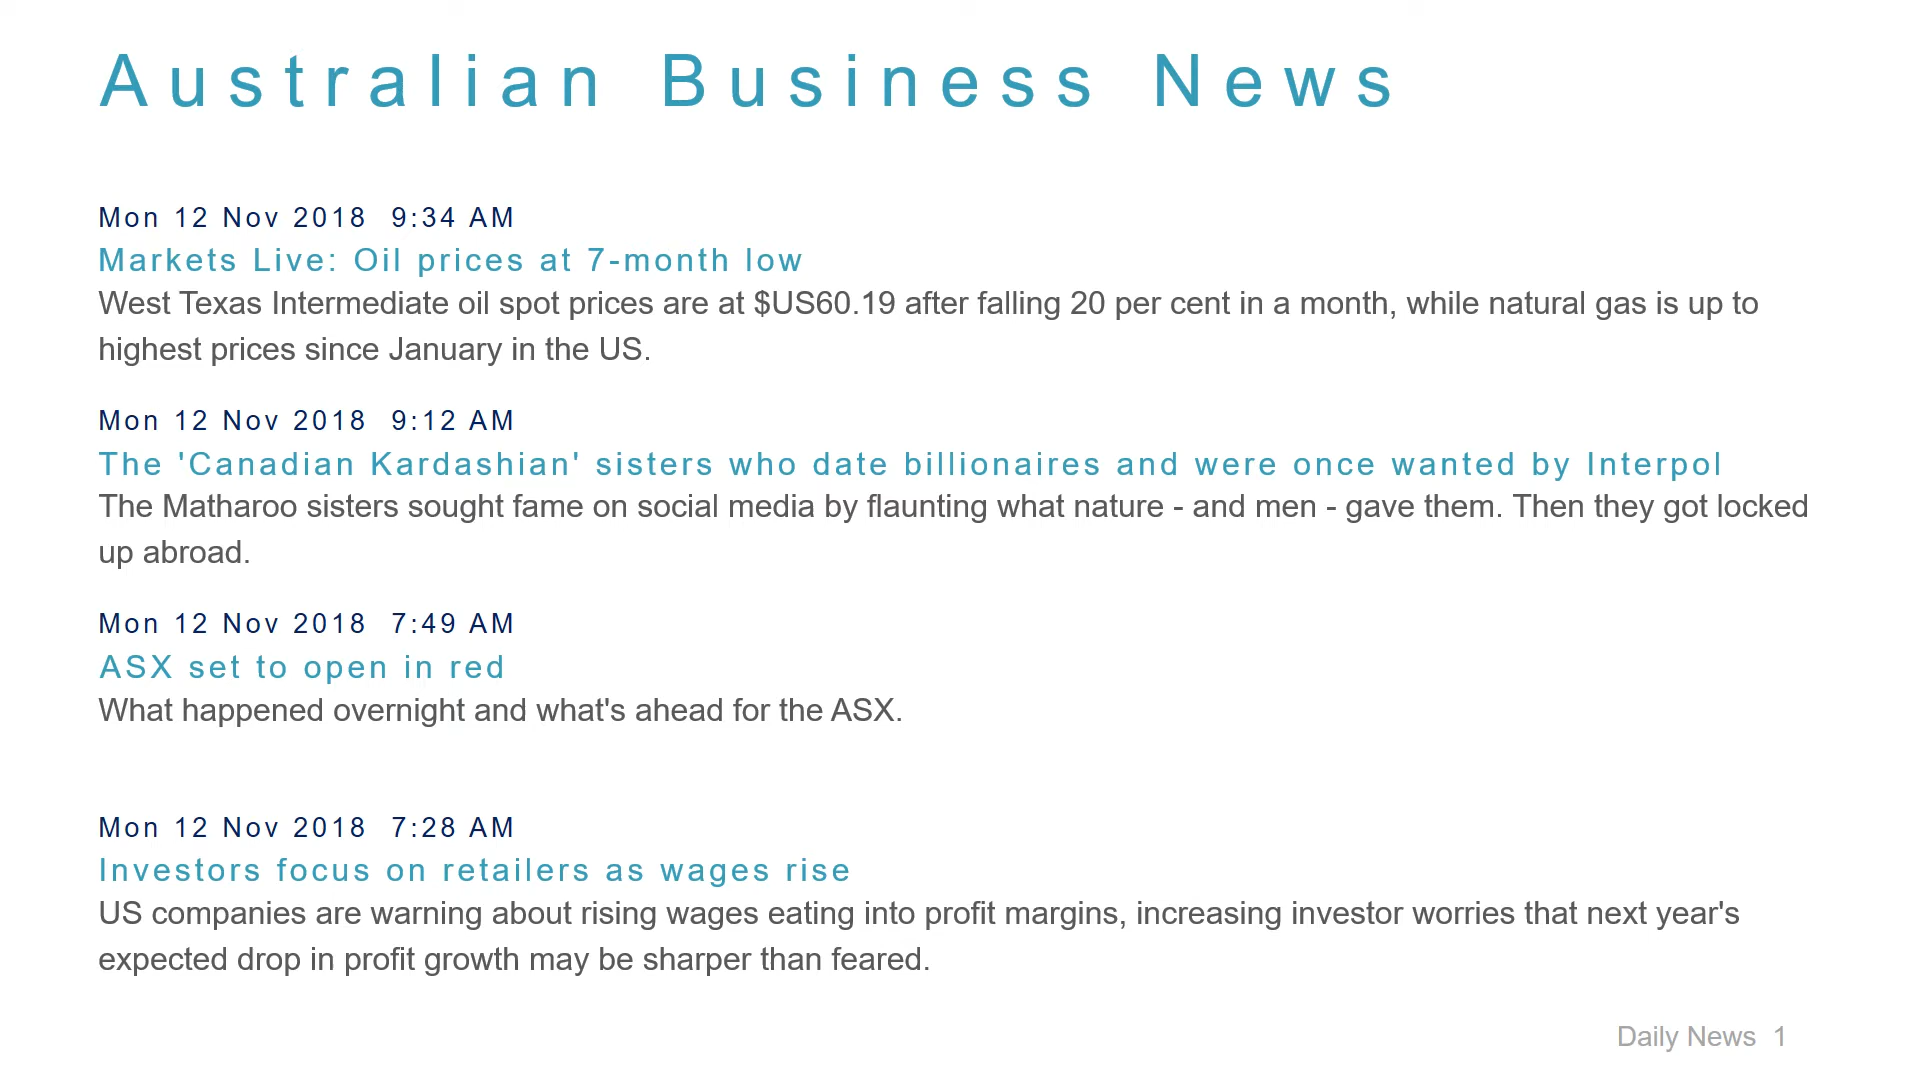 Australian Business News
Mon 12 Nov 2018  9:34 AM
Markets Live: Oil prices at 7-month low
West Texas Intermediate oil spot prices are at $US60.19 after falling 20 per cent in a month, while natural gas is up to
highest prices since January in the US.
Mon 12 Nov 2018  9:12 AM
The 'Canadian Kardashian' sisters who date billionaires and were once wanted by Interpol
The Matharoo sisters sought fame on social media by flaunting what nature - and men - gave them. Then they got locked
up abroad.
Mon 12 Nov 2018  7:49 AM
ASX set to open in red
What happened overnight and what's ahead for the ASX.
Mon 12 Nov 2018  7:28 AM
Investors focus on retailers as wages rise
US companies are warning about rising wages eating into profit margins, increasing investor worries that next year's
expected drop in profit growth may be sharper than feared.
Daily News  1